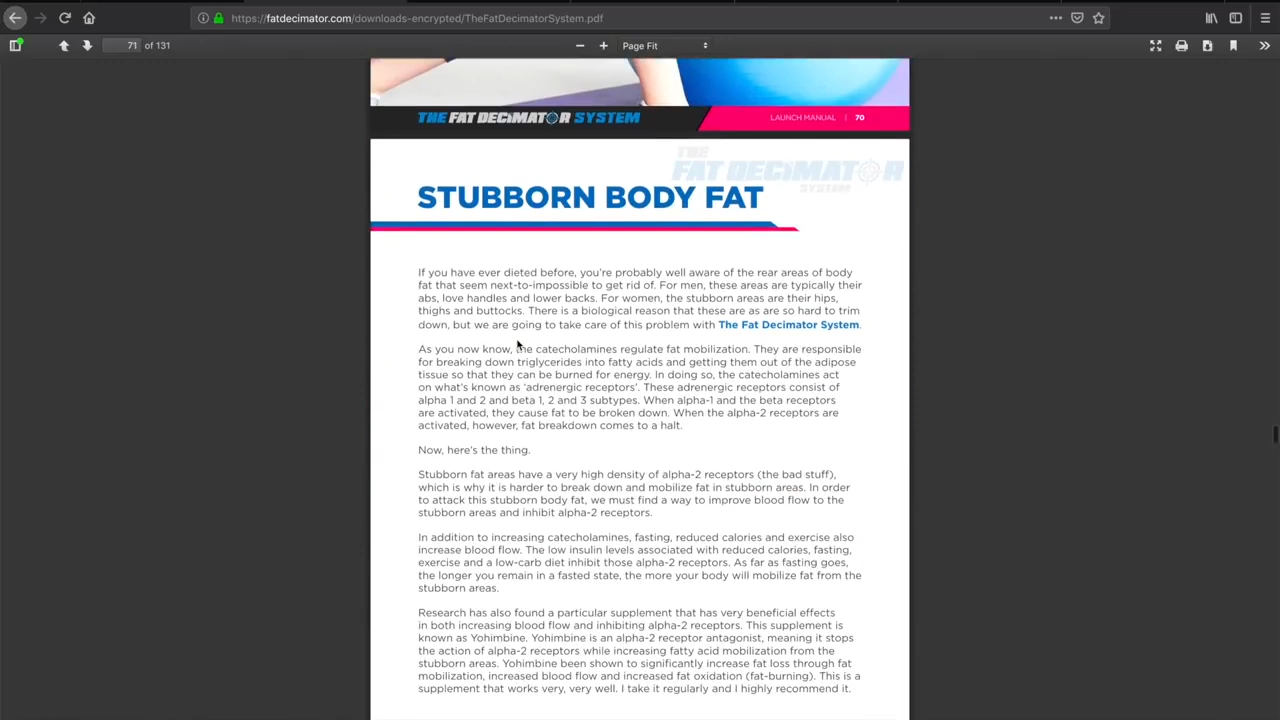 https://fatdecimator.com/downloads-encrypted/TheFatDecimatorSystem.pdf
71 of 131
Page Fit
THE FAT DECIMATOR SYSTEM
LAUNCH MANUAL | 70
THE
FAT DECIMATOR
SYSTEM
STUBBORN BODY FAT
If you have ever dieted before, you're probably well aware of the rear areas of body
fat that seem next-to-impossible to get rid of. For men, these areas are typically their
abs, love handles and lower backs. For women, the stubborn areas are their hips,
thighs and buttocks. There is a biological reason that these are as are so hard to trim
down, but we are going to take care of this problem with The Fat Decimator System.
As you now know, the catecholamines regulate fat mobilization. They are responsible
for breaking down triglycerides into fatty acids and getting them out of the adipose
tissue so that they can be burned for energy. In doing so, the catecholamines act
on what's known as 'adrenergic receptors'. These adrenergic receptors consist of
alpha 1 and 2 and beta 1, 2 and 3 subtypes. When alpha-1 and the beta receptors
are activated, they cause fat to be broken down. When the alpha-2 receptors are
activated, however, fat breakdown comes to a halt.
Now, here's the thing.
Stubborn fat areas have a very high density of alpha-2 receptors (the bad stuff),
which is why it is harder to break down and mobilize fat in stubborn areas. In order
to attack this stubborn body fat, we must find a way to improve blood flow to the
stubborn areas and inhibit alpha-2 receptors.
In addition to increasing catecholamines, fasting, reduced calories and exercise also
increase blood flow. The low insulin levels associated with reduced calories, fasting,
exercise and a low-carb diet inhibit those alpha-2 receptors. As far as fasting goes,
the longer you remain in a fasted state, the more your body will mobilize fat from the
stubborn areas.
Research has also found a particular supplement that has very beneficial effects
in both increasing blood flow and inhibiting alpha-2 receptors. This supplement is
known as Yohimbine. Yohimbine is an alpha-2 receptor antagonist, meaning it stops
the action of alpha-2 receptors while increasing fatty acid mobilization from the
stubborn areas. Yohimbine been shown to significantly increase fat loss through fat
mobilization, increased blood flow and increased fat oxidation (fat-burning). This is a
supplement that works very, very well. I take it regularly and I highly recommend it.